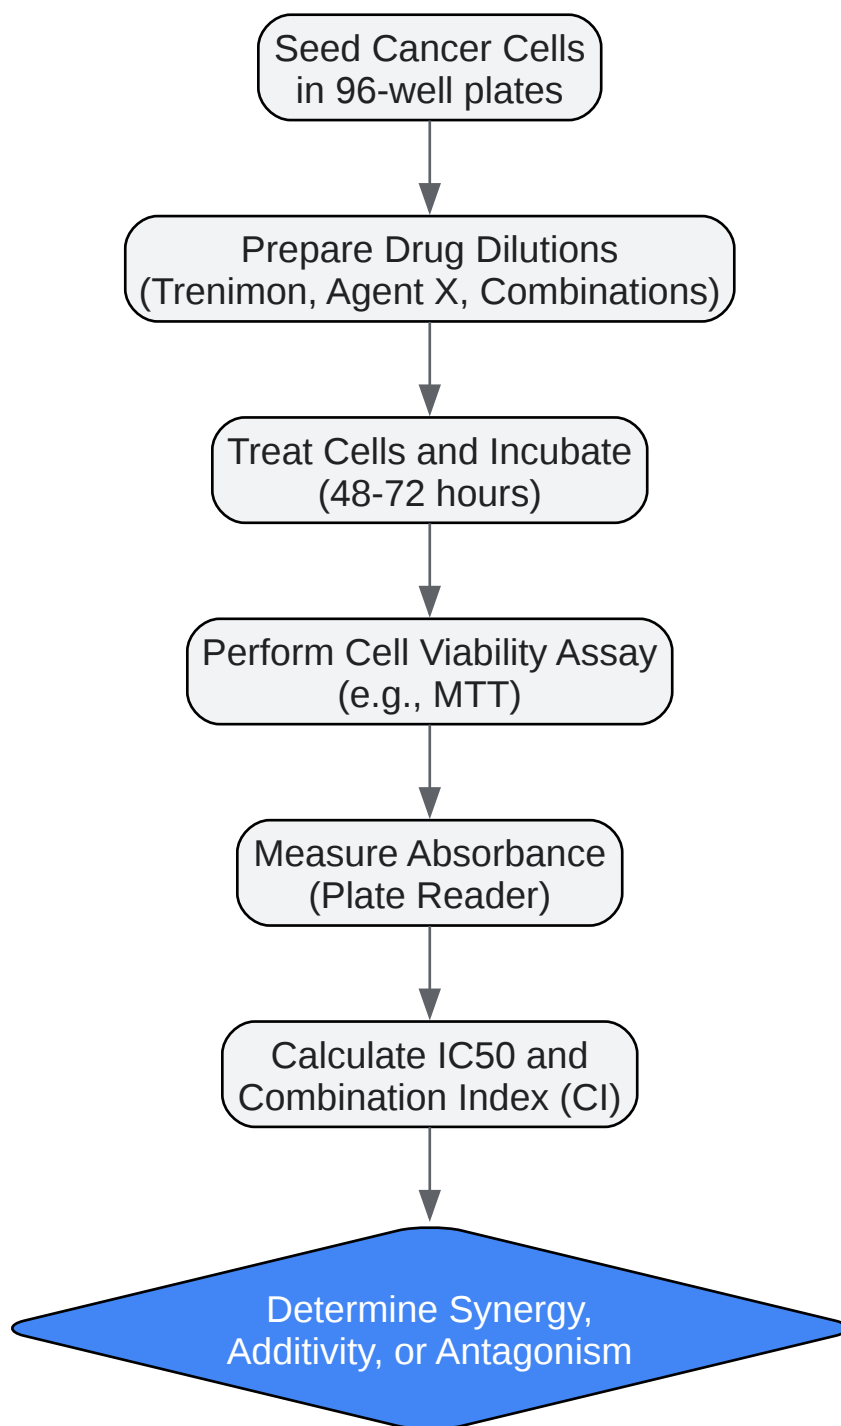 Seed Cancer Cells
in 96-well plates
Prepare Drug Dilutions
(Trenimon, Agent X, Combinations)
Treat Cells and Incubate
(48-72 hours)
Perform Cell Viability Assay
(e.g., MTT)
Measure Absorbance
(Plate Reader)
Calculate IC50 and
Combination Index (CI)
Determine Synergy,
Additivity, or Antagonism